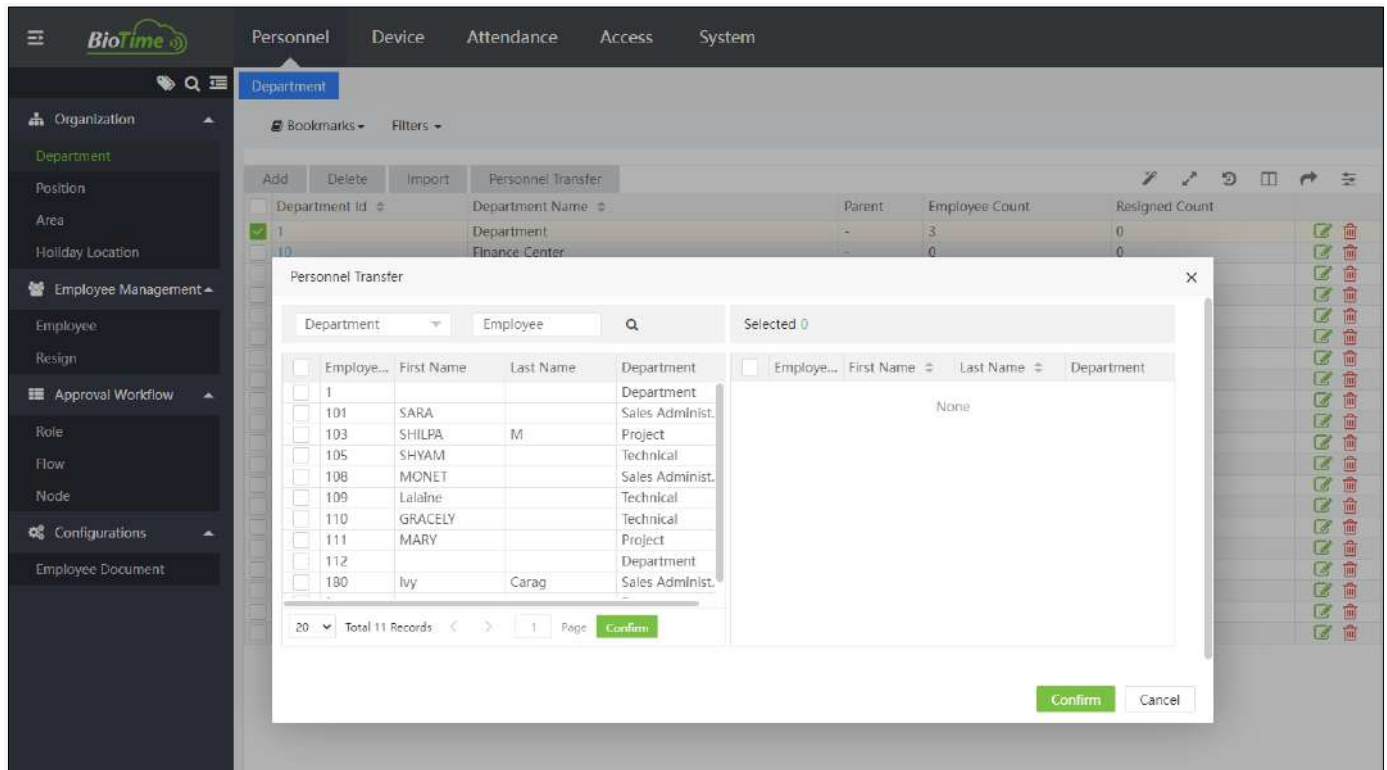 BioTime
Personnel Device Attendance Access System
Department
Organization
Bookmarks Filters
Department
Position
Area
Holiday Location
Employee Management
Employee
Resign
Approval Workflow
Role
Flow
Node
Configurations
Employee Document
Add Delete Import Personnel Transfer
Department Id Department Name Parent Employee Count Resigned Count
1 Department - 3 0
10 Finance Center - 0 0
Personnel Transfer
Department Employee Selected 0
Employe... First Name Last Name Department
1 Department
101 SARA Sales Administ.
103 SHILPA M Project
105 SHYAM Technical
108 MONET Sales Administ.
109 Lalaine Technical
110 GRACELY Technical
111 MARY Project
112 Department
180 Ivy Carag Sales Administ.
20 Total 11 Records < > 1 Page Confirm
Employe... First Name Last Name Department
None
Confirm Cancel